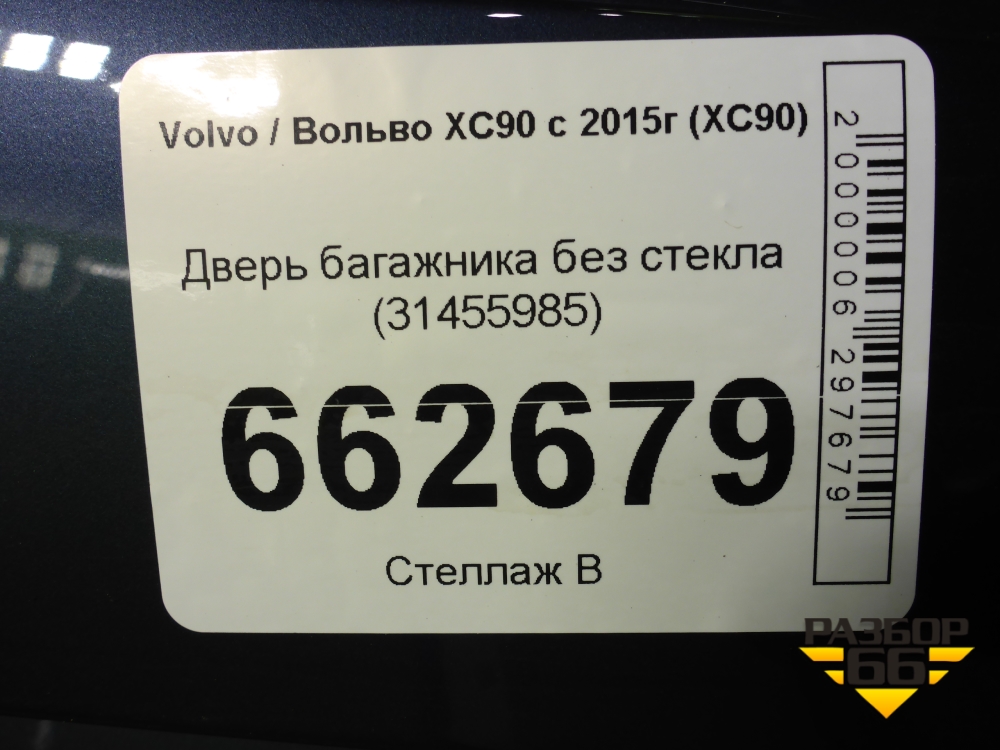 Volvo / Вольво XC90 с 2015г (XC90)
Дверь багажника без стекла
(31455985)
662679
Стеллаж В
2000006297679
РАЗБОР
66